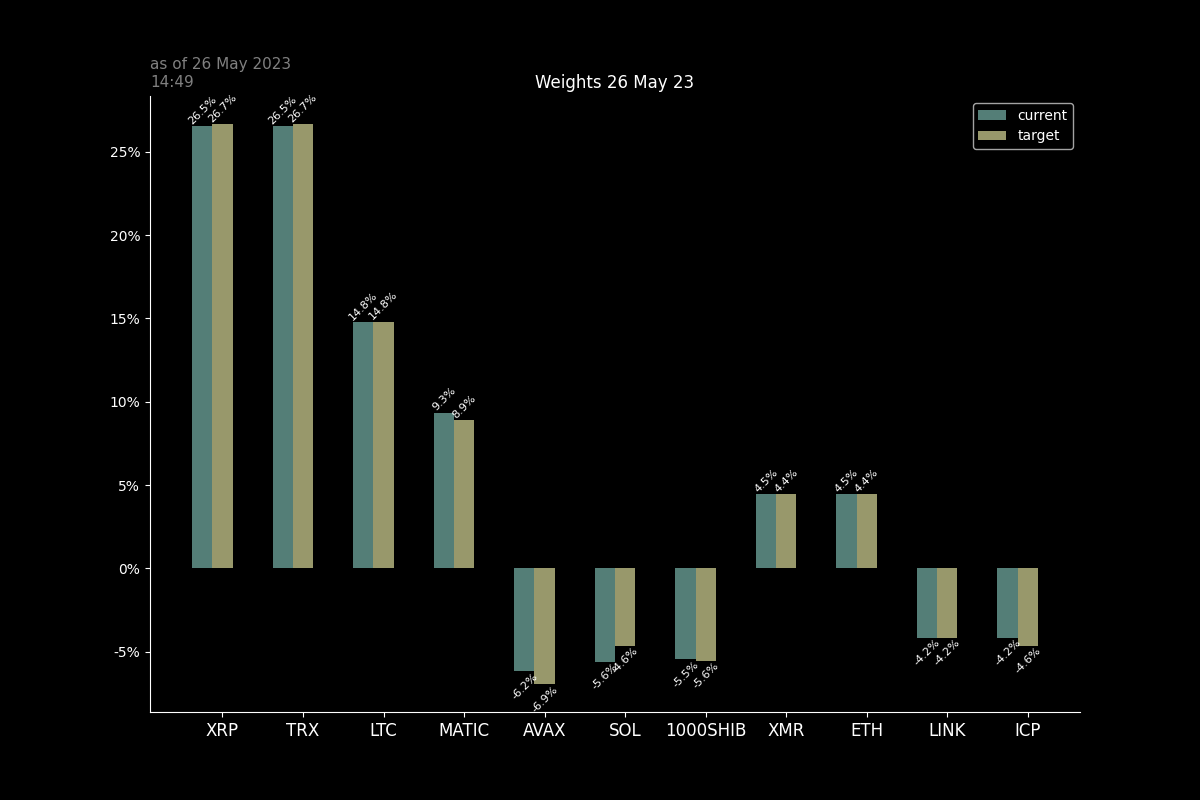 as of 26 May 2023
14:49
Weights 26 May 23
current
target
26.5% 26.7% 26.5% 26.7%
25%
20%
14.8% 14.8%
15%
9.3% 8.9%
10%
4.5% 4.4% 4.5% 4.4%
5%
0%
-5%
-6.2% -6.9% -5.6% -4.6% -5.5% -5.6% -4.2% -4.2% -4.2% -4.6%
XRP TRX LTC MATIC AVAX SOL 1000SHIB XMR ETH LINK ICP